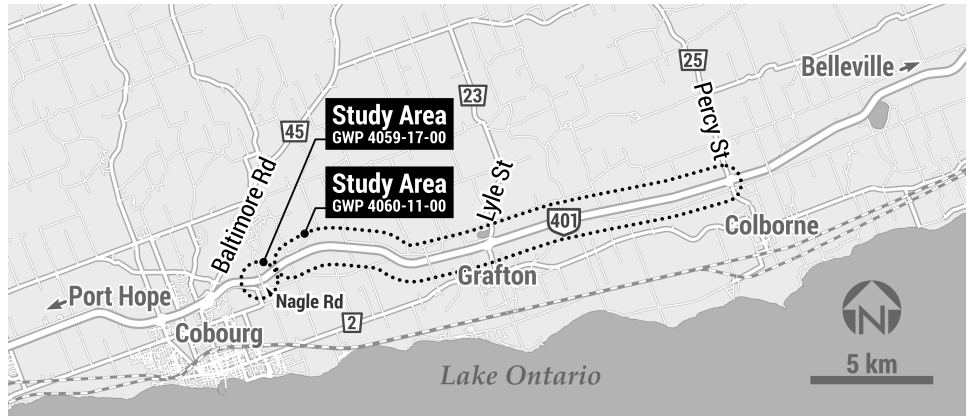 25
Belleville
23
Percy St
Study Area
GWP 4059-17-00
45
Study Area
GWP 4060-11-00
Baltimore Rd
Lyle St
401
Colborne
Grafton
Port Hope
Nagle Rd
2
Cobourg
N
5 km
Lake Ontario